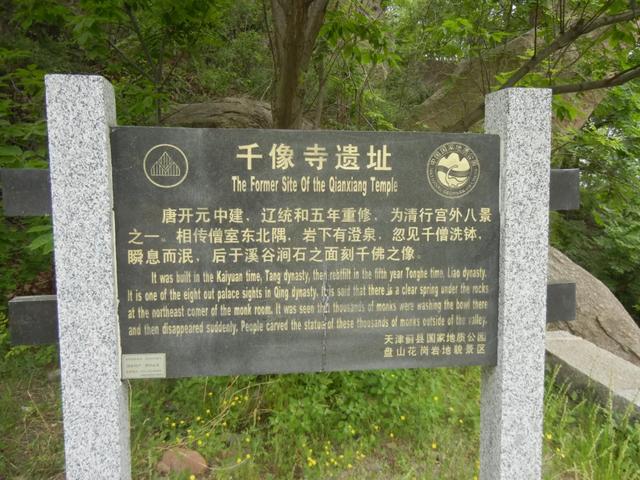 千像寺遗址
The Former Site Of the Qianxiang Temple
唐开元中建，辽统和五年重修，为清行宫外八景
之一。相传僧室东北隅，岩下有澄泉，忽见千僧洗钵，
瞬息而泯，后于溪谷涧石之面刻千佛之像。
It was built in the Kaiyuan time, Tang dynasty, then rebfilt in the fifth year Tonghe time, Liao dynasty.
It is one of the eight out palace sights in Qing dynasty. It is said that there is a clear spring under the rocks
at the northeast corner of the monk room. It was seen that thousands of monks were washing the bowl there
and then disappeared suddenly. People carved the statue of these thousands of monks outside of the valley.
天津蓟县国家地质公园
盘山花岗岩地貌景区